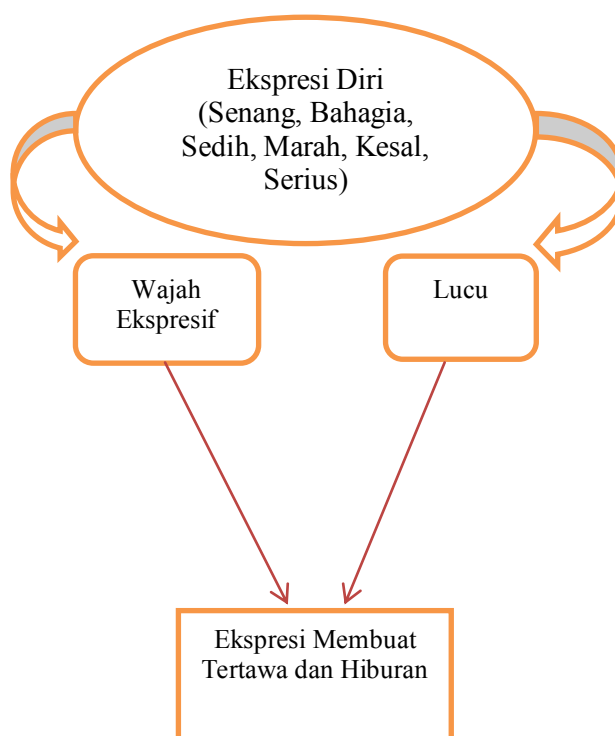 Ekspresi Diri
(Senang, Bahagia,
Sedih, Marah, Kesal,
Serius)
Wajah
Ekspresif
Lucu
Ekspresi Membuat
Tertawa dan Hiburan